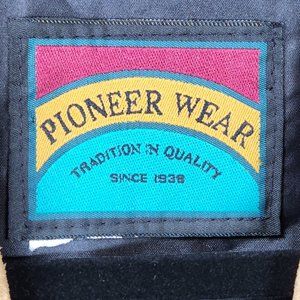 PIONEER WEAR
TRADITION IN QUALITY
SINCE 1938